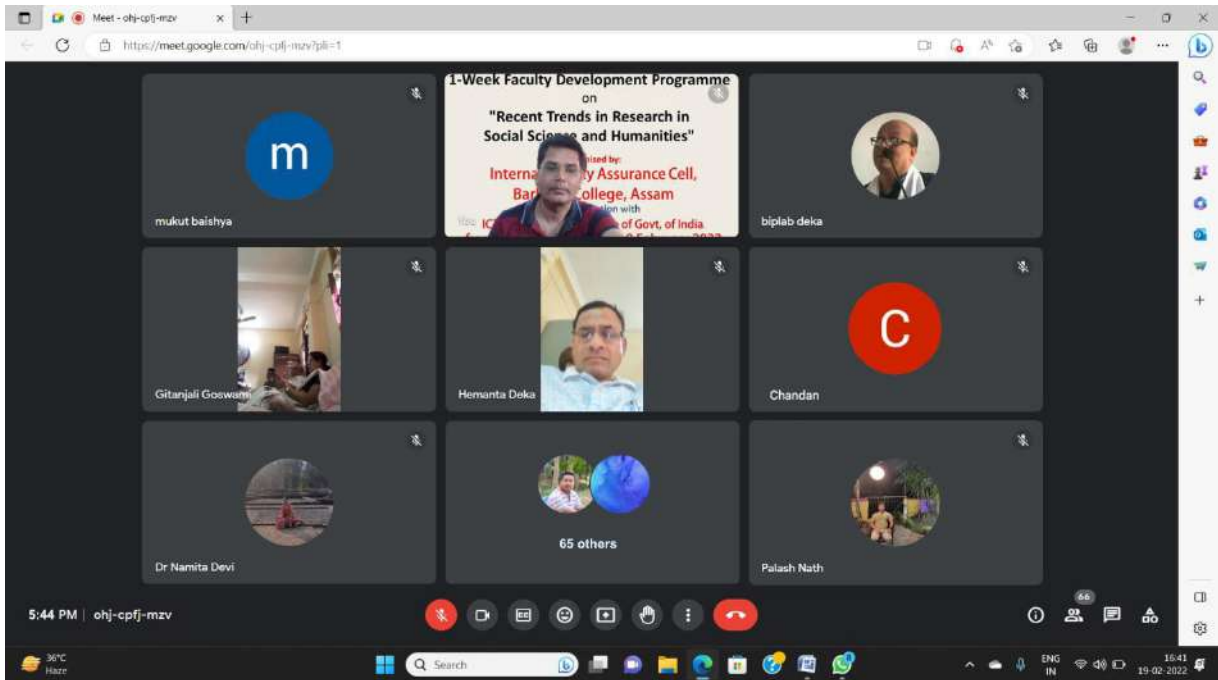 Meet - ohj-cpfj-mzv
https://meet.google.com/ohj-cpfj-mzv?pli=1
m
mukut baishya
1-Week Faculty Development Programme
on
"Recent Trends in Research in
Social Science and Humanities"
by:
Assurance Cell,
College, Assam
with
of Govt, of India
biplab deka
Gitanjali Goswami
Hemanta Deka
C
Chandan
Dr Namita Devi
65 others
Palash Nath
5:44 PM | ohj-cpfj-mzv
66
36°C
Haze
Search
ENG
IN
16:41
19-02-2022